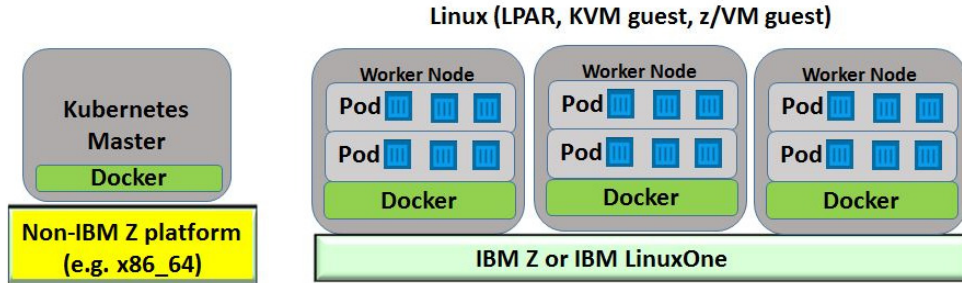 Linux (LPAR, KVM guest, z/VM guest)
Kubernetes
Master
Docker
Non-IBM Z platform
(e.g. x86_64)
Worker Node
Pod
Pod
Docker
Worker Node
Pod
Pod
Docker
Worker Node
Pod
Pod
Docker
IBM Z or IBM LinuxOne